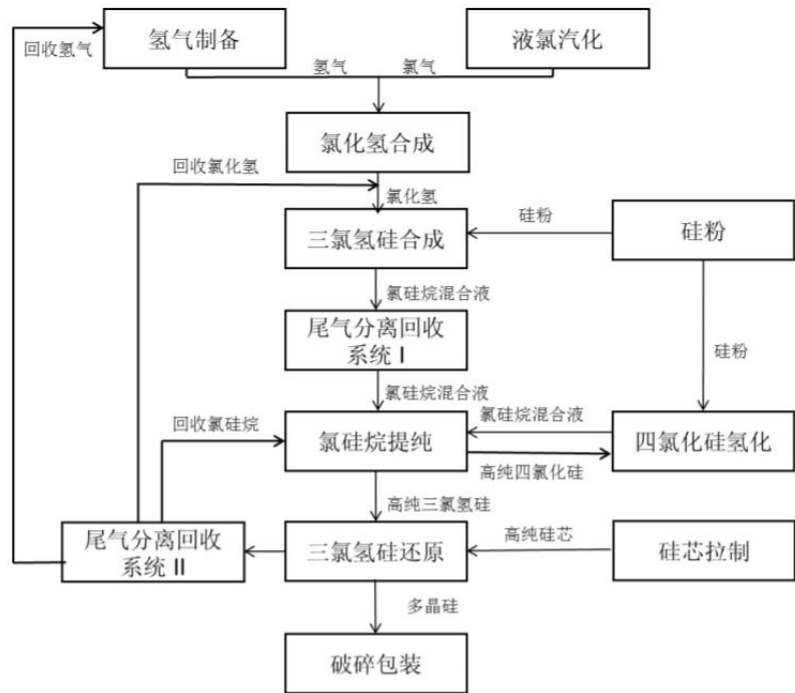 氢气制备
液氯汽化
回收氢气
氢气
氯气
氯化氢合成
回收氯化氢
氯化氢
三氯氢硅合成
硅粉
硅粉
氯硅烷混合液
尾气分离回收
系统 I
硅粉
氯硅烷混合液
回收氯硅烷
氯硅烷提纯
氯硅烷混合液
高纯四氯化硅
四氯化硅氢化
高纯三氯氢硅
尾气分离回收
系统 II
三氯氢硅还原
高纯硅芯
硅芯拉制
多晶硅
破碎包装